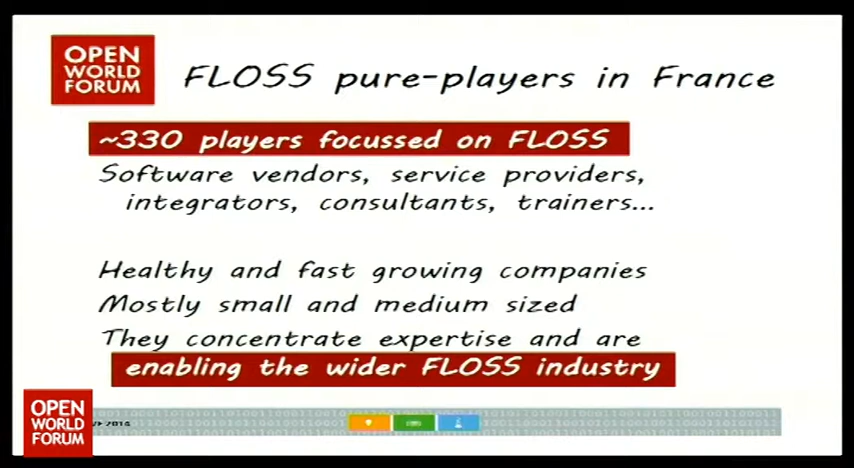 OPEN
WORLD
FORUM
FLOSS pure-players in France
~330 players focussed on FLOSS
Software vendors, service providers,
integrators, consultants, trainers...
Healthy and fast growing companies
Mostly small and medium sized
They concentrate expertise and are
enabling the wider FLOSS industry
OPEN
WORLD
FORUM
2014